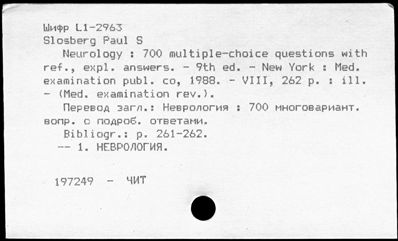 Шифр L1-2963
Slosberg Paul S
Neurology : 700 multiple-choice questions with
ref., expl. answers. - 9th ed. - New York : Med.
examination publ. co, 1988. - VIII, 262 p. : ill.
- (Med. examination rev.).
Перевод загл.: Неврология : 700 многовариант.
вопр. с подроб. ответами.
Bibliogr.: p. 261-262.
-- 1. НЕВРОЛОГИЯ.
197249 - ЧИТ